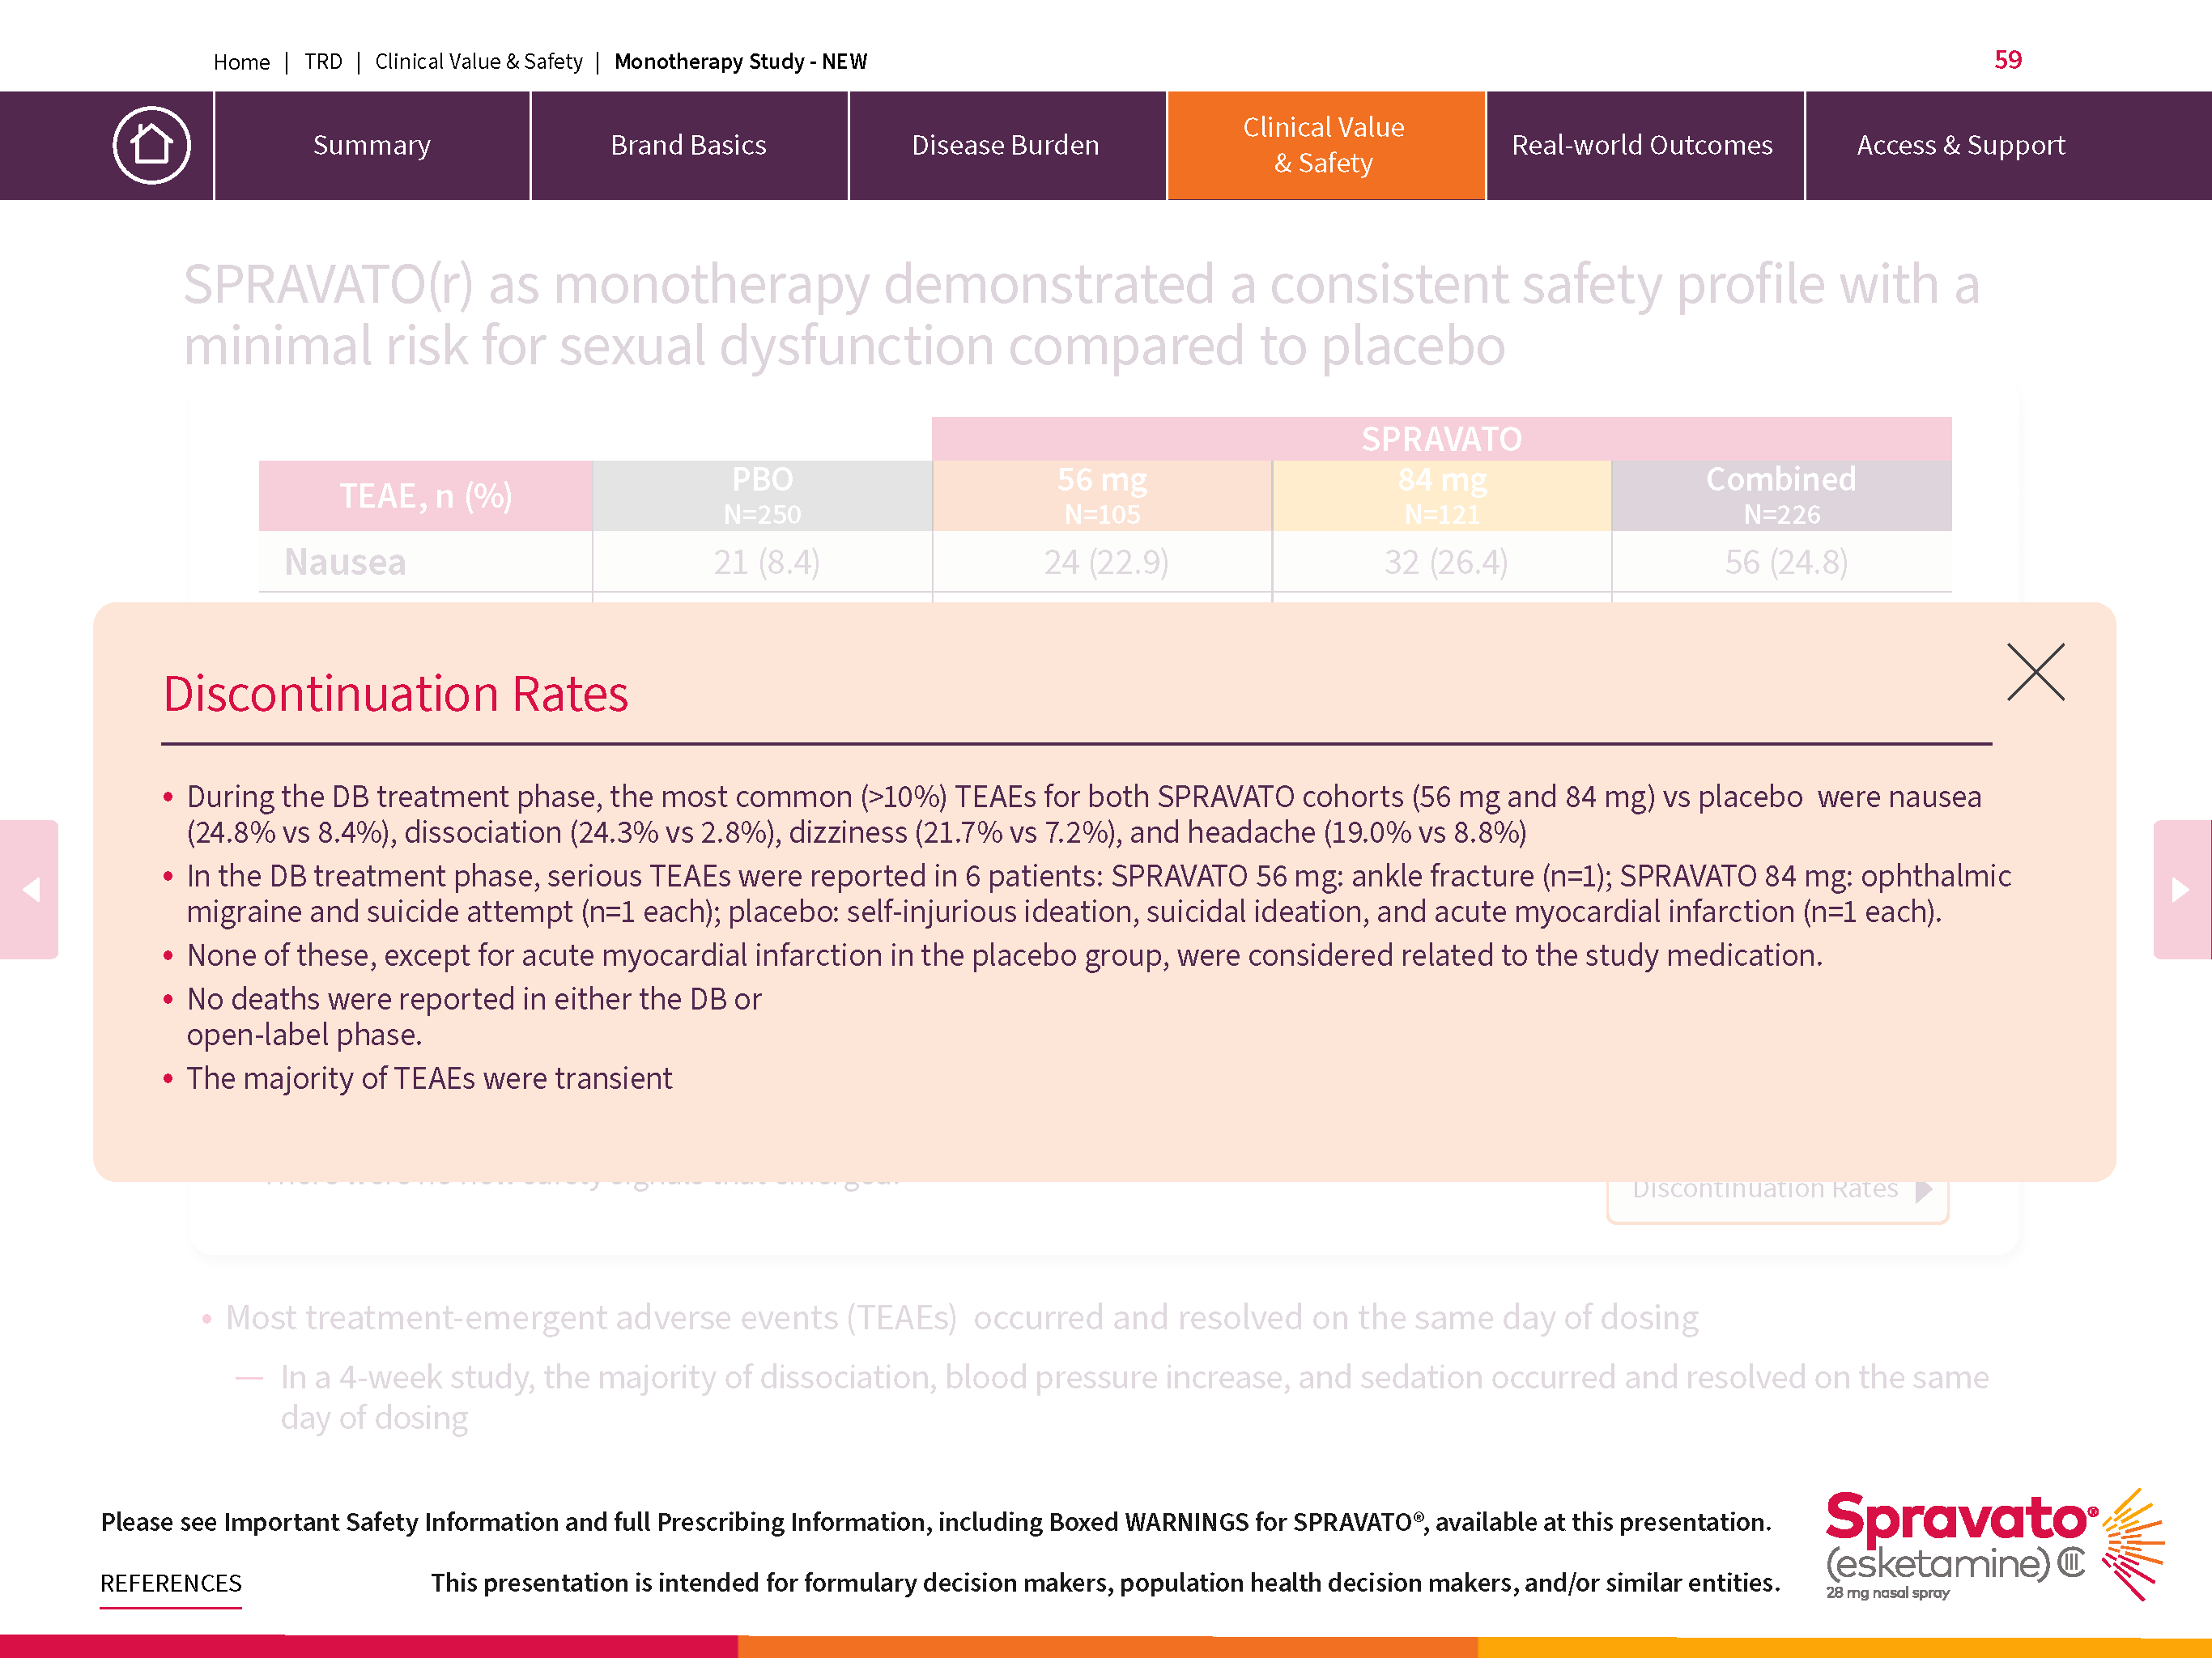 Home | TRD | Clinical Value & Safety | Monotherapy Study - NEW
59
Summary
Brand Basics
Disease Burden
Clinical Value
& Safety
Real-world Outcomes
Access & Support
SPRAVATO(r) as monotherapy demonstrated a consistent safety profile with a
minimal risk for sexual dysfunction compared to placebo
SPRAVATO
TEAE, n (%)
PBO
N=250
56 mg
N=105
84 mg
N=121
Combined
N=226
Nausea 21 (8.4) 24 (22.9) 32 (26.4) 56 (24.8)
Discontinuation Rates
• During the DB treatment phase, the most common (>10%) TEAEs for both SPRAVATO cohorts (56 mg and 84 mg) vs placebo were nausea
(24.8% vs 8.4%), dissociation (24.3% vs 2.8%), dizziness (21.7% vs 7.2%), and headache (19.0% vs 8.8%)
• In the DB treatment phase, serious TEAEs were reported in 6 patients: SPRAVATO 56 mg: ankle fracture (n=1); SPRAVATO 84 mg: ophthalmic
migraine and suicide attempt (n=1 each); placebo: self-injurious ideation, suicidal ideation, and acute myocardial infarction (n=1 each).
• None of these, except for acute myocardial infarction in the placebo group, were considered related to the study medication.
• No deaths were reported in either the DB or
open-label phase.
• The majority of TEAEs were transient
There were no new safety signals that emerged.
Discontinuation Rates
• Most treatment-emergent adverse events (TEAEs) occurred and resolved on the same day of dosing
— In a 4-week study, the majority of dissociation, blood pressure increase, and sedation occurred and resolved on the same
day of dosing
Please see Important Safety Information and full Prescribing Information, including Boxed WARNINGS for SPRAVATO®, available at this presentation.
REFERENCES
This presentation is intended for formulary decision makers, population health decision makers, and/or similar entities.
Spravato®
(esketamine) CIII
28 mg nasal spray